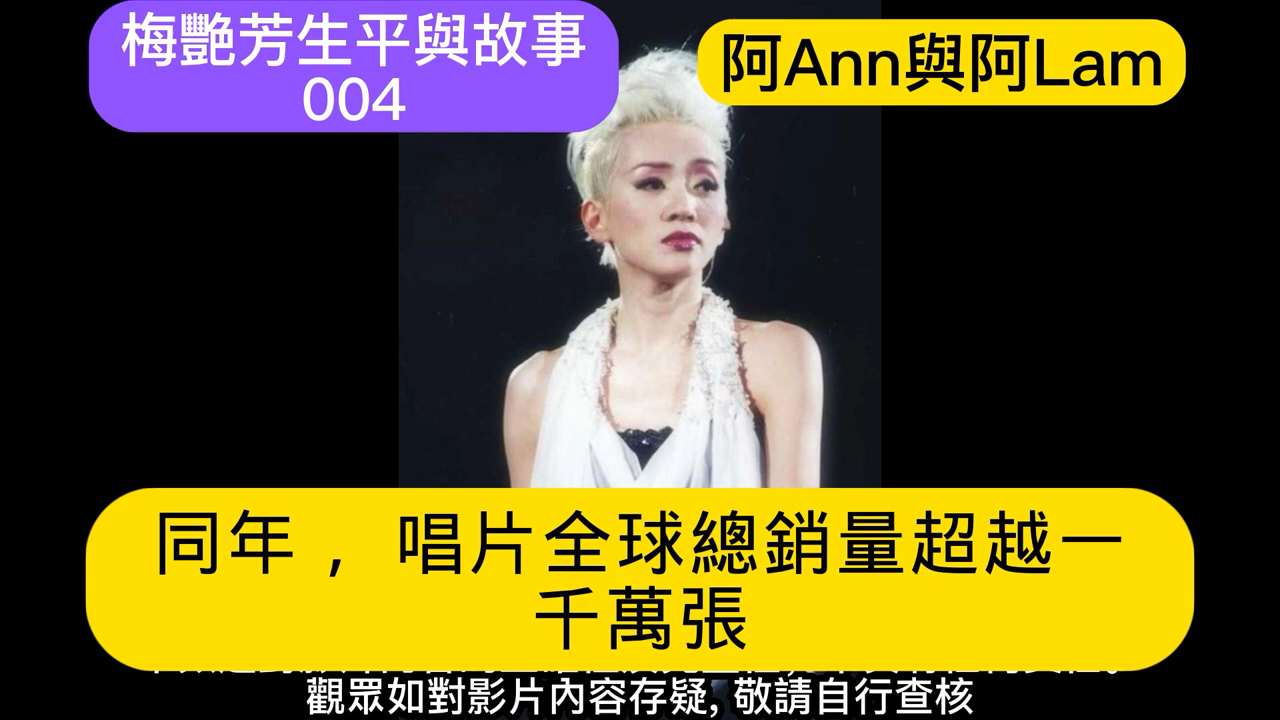 梅艷芳生平與故事
004
阿Ann與阿Lam
同年，唱片全球總銷量超越一
千萬張
觀眾如對影片內容存疑，敬請自行查核